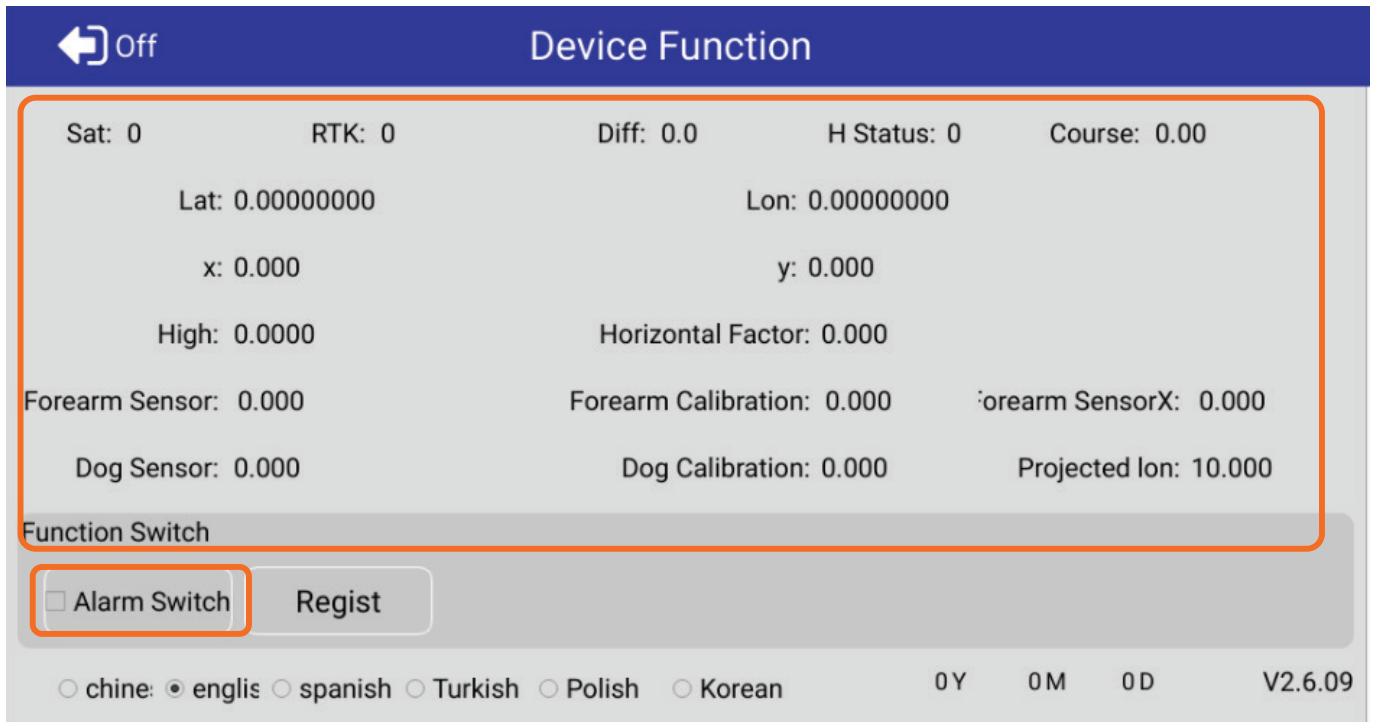 Off Device Function
Sat: 0 RTK: 0 Diff: 0.0 H Status: 0 Course: 0.00
Lat: 0.00000000 Lon: 0.00000000
x: 0.000 y: 0.000
High: 0.0000 Horizontal Factor: 0.000
Forearm Sensor: 0.000 Forearm Calibration: 0.000 orearm SensorX: 0.000
Dog Sensor: 0.000 Dog Calibration: 0.000 Projected lon: 10.000
Function Switch
Alarm Switch Regist
chine englis spanish Turkish Polish Korean 0 Y 0 M 0 D V2.6.09